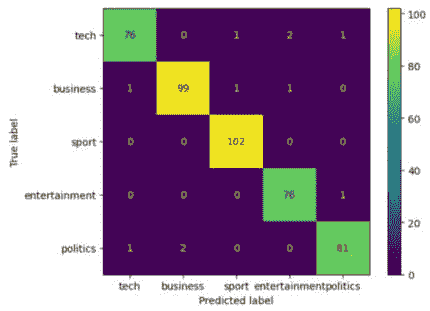 tech 76 0 1 2 1
business 1 99 1 1 0
True label
sport 0 0 102 0 0
entertainment 0 0 0 76 1
politics 1 2 0 0 81
tech business sport entertainment politics
Predicted label
100
80
60
40
20
0